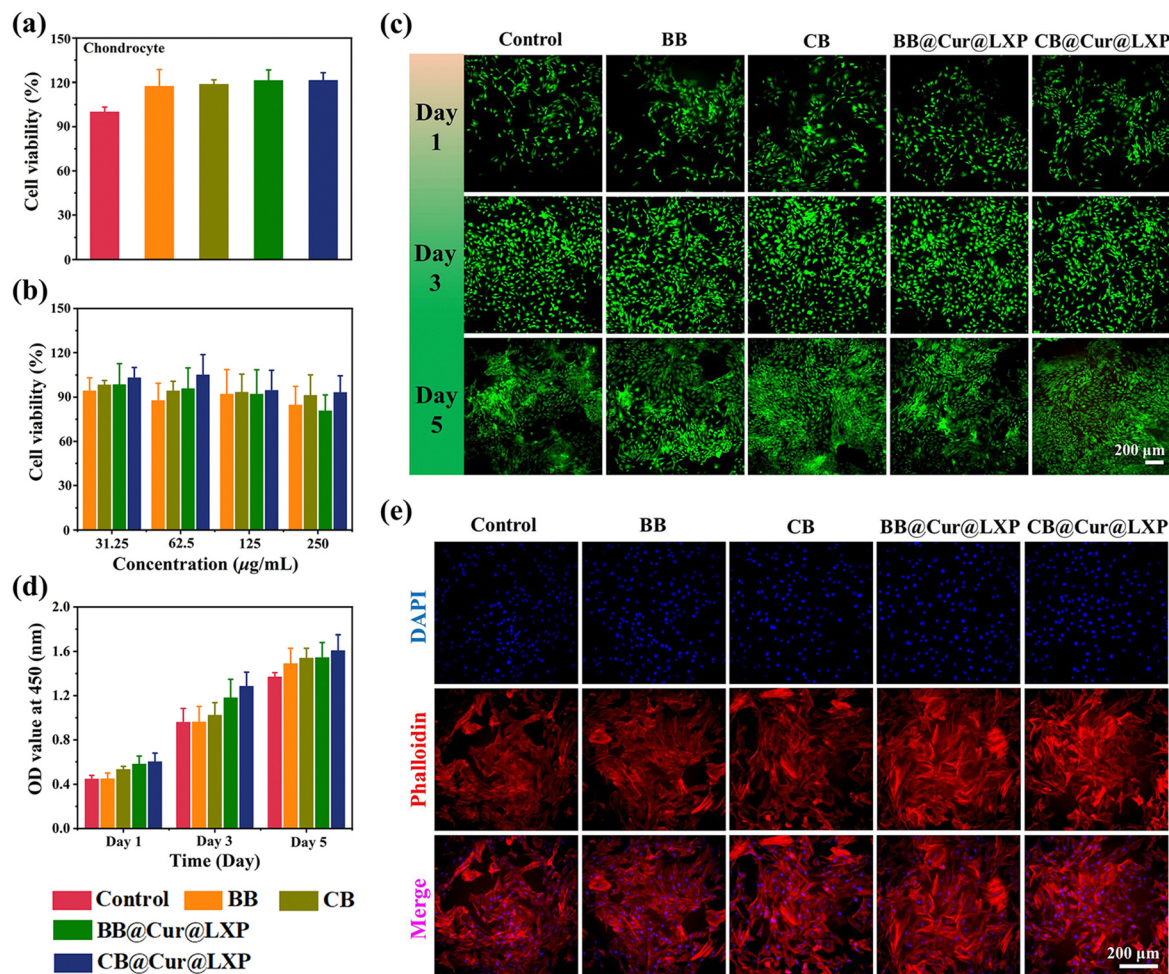 (a)
150
120
90
60
30
0
Cell viability (%)
Chondrocyte
(b)
150
120
90
60
30
0
Cell viability (%)
31.25 62.5 125 250
Concentration (µg/mL)
(d)
2.0
1.6
1.2
0.8
0.4
0.0
OD value at 450 (nm)
Day 1 Day 3 Day 5
Time (Day)
Control BB CB
BB@Cur@LXP
CB@Cur@LXP
(c)
Control BB CB BB@Cur@LXP CB@Cur@LXP
Day
1
Day
3
Day
5
200 µm
(e)
Control BB CB BB@Cur@LXP CB@Cur@LXP
DAPI
Phalloidin
Merge
200 µm